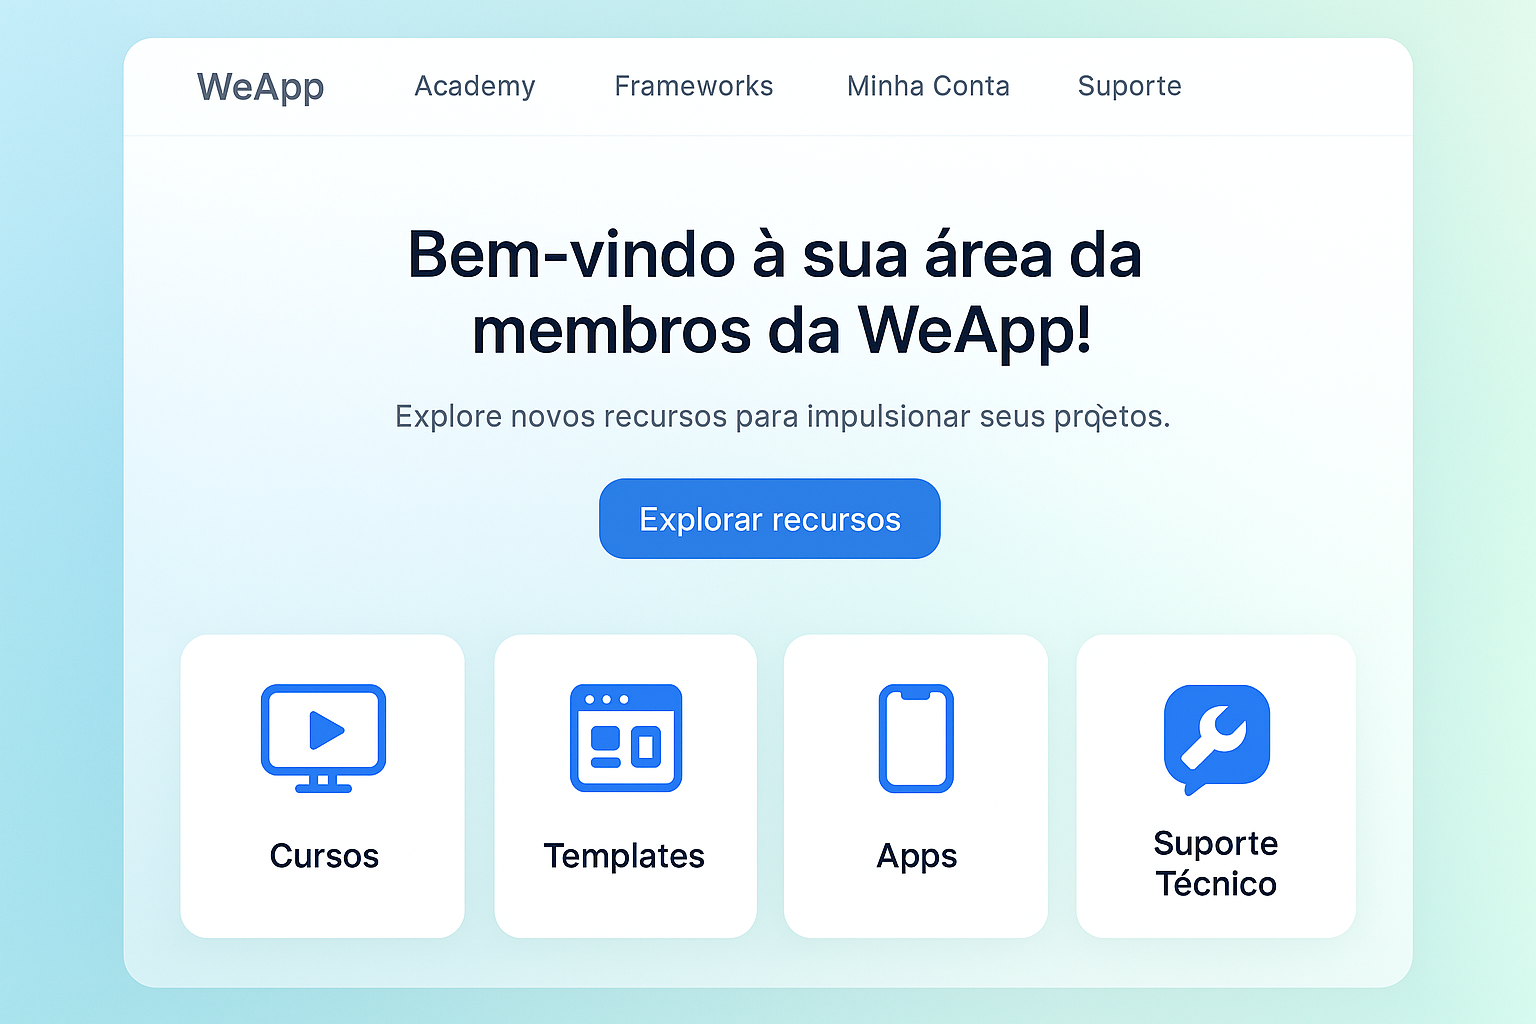 WeApp Academy Frameworks Minha Conta Suporte
Bem-vindo à sua área da
membros da WeApp!
Explore novos recursos para impulsionar seus
Explorar recursos
Cursos
Templates
Apps
Suporte
Técnico